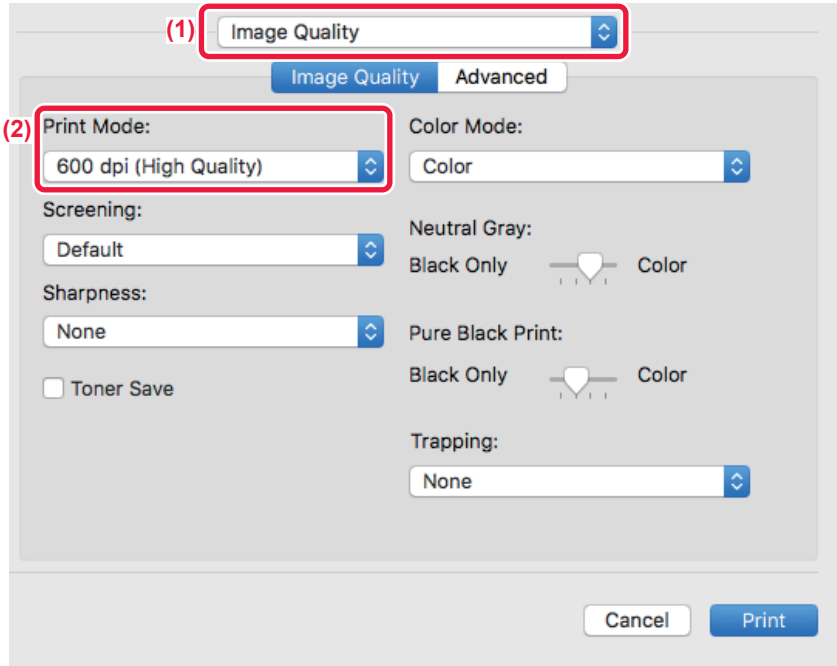 (1)
Image Quality
Image Quality Advanced
(2)
Print Mode:
600 dpi (High Quality)
Screening:
Default
Sharpness:
None
Toner Save
Color Mode:
Color
Neutral Gray:
Black Only Color
Pure Black Print:
Black Only Color
Trapping:
None
Cancel Print